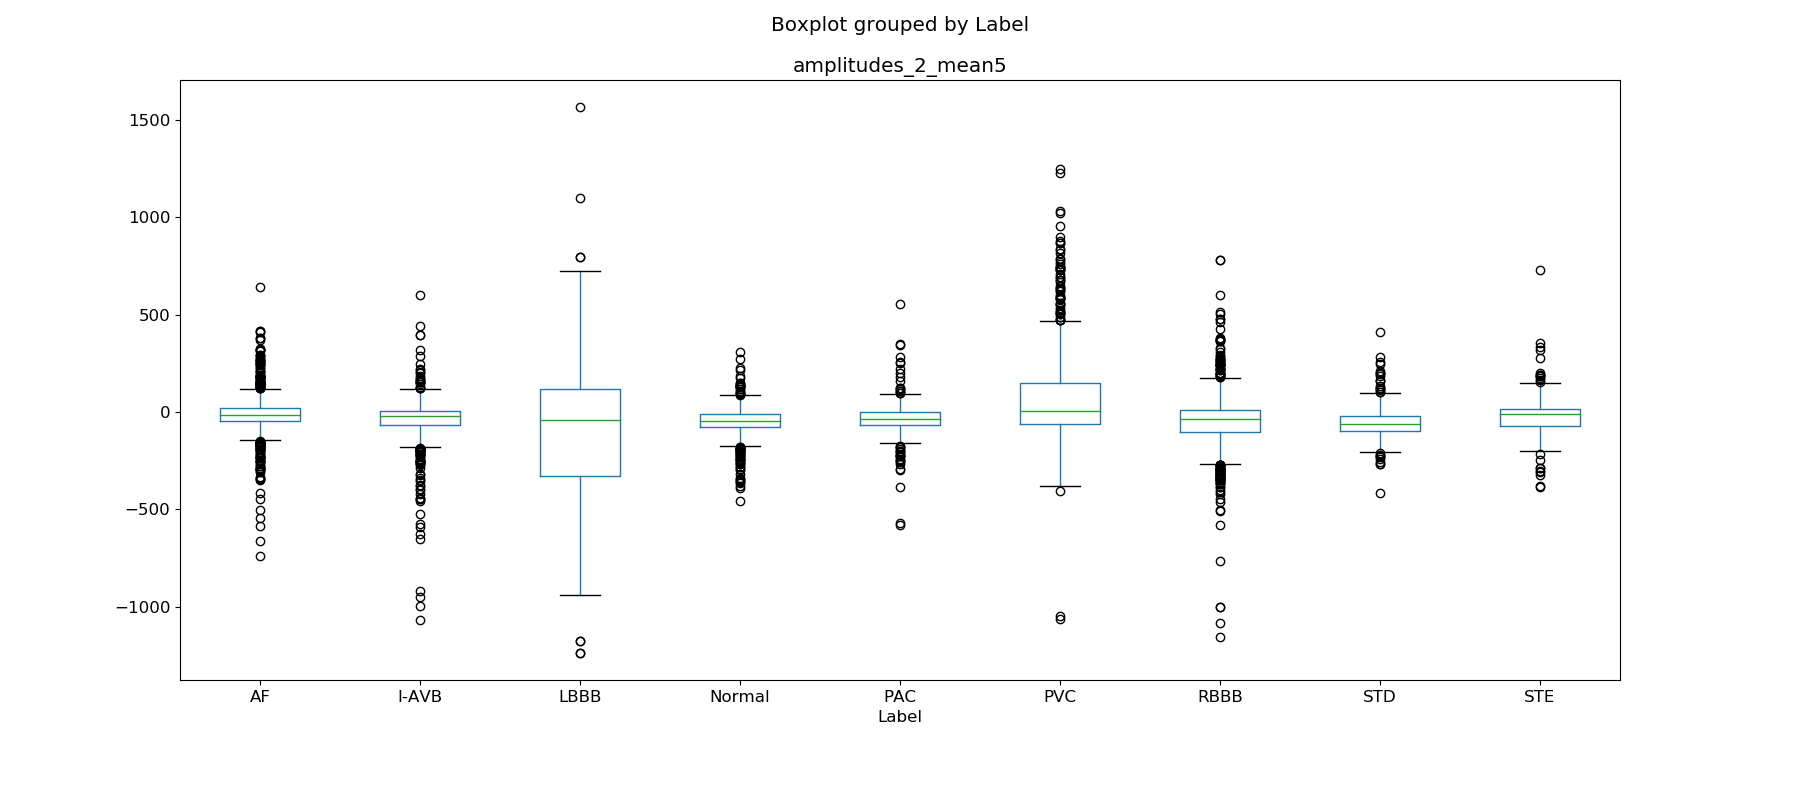 Boxplot grouped by Label
amplitudes_2_mean5
1500
1000
500
0
−500
−1000
AF I-AVB LBBB Normal PAC PVC RBBB STD STE
Label